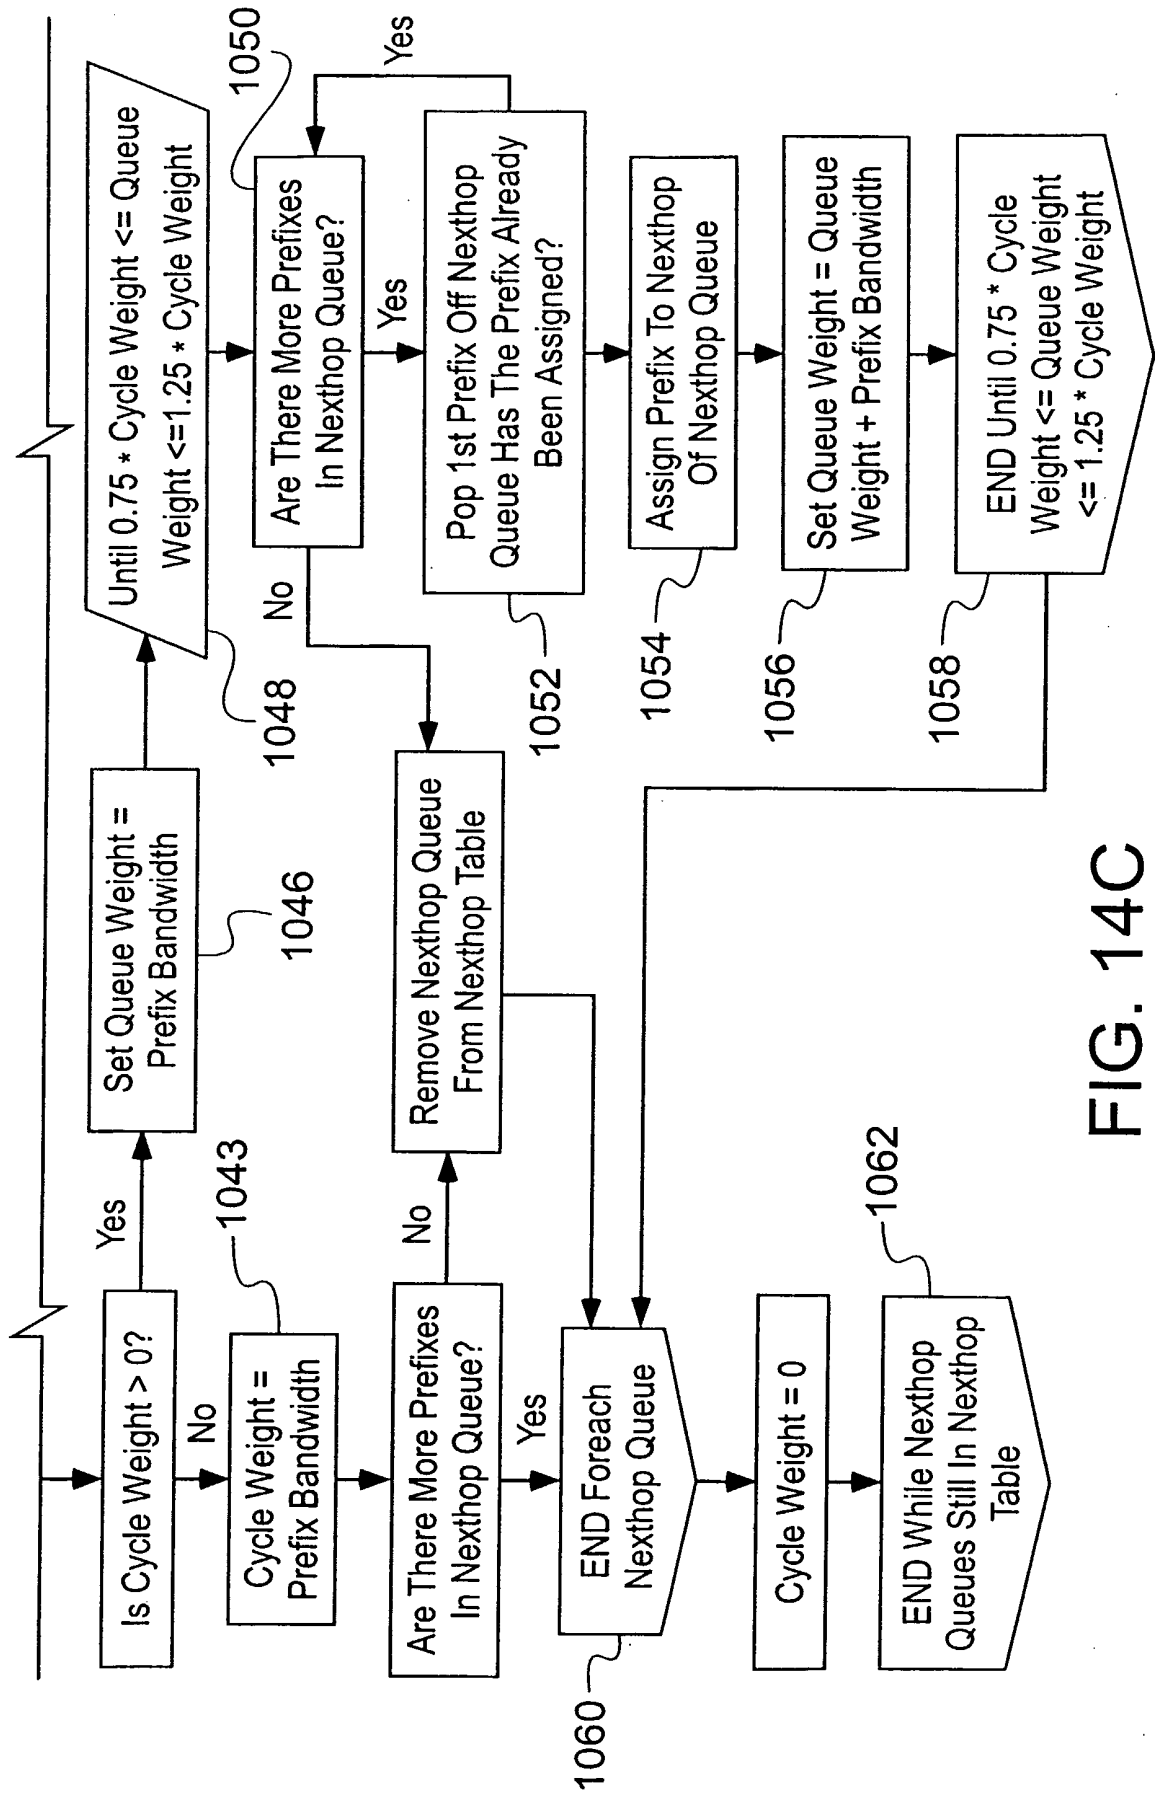 Is Cycle Weight > 0?
Yes
No
Cycle Weight =
Prefix Bandwidth
1043
Are There More Prefixes
In Nexthop Queue?
No
Yes
END Foreach
Nexthop Queue
1060
Cycle Weight = 0
END While Nexthop
Queues Still In Nexthop
Table
1062
Set Queue Weight =
Prefix Bandwidth
1046
Remove Nexthop Queue
From Nexthop Table
Until 0.75 * Cycle Weight <= Queue
Weight <=1.25 * Cycle Weight
1048
Are There More Prefixes
In Nexthop Queue?
1050
No
Yes
Yes
Pop 1st Prefix Off Nexthop
Queue Has The Prefix Already
Been Assigned?
1052
Assign Prefix To Nexthop
Of Nexthop Queue
1054
Set Queue Weight = Queue
Weight + Prefix Bandwidth
1056
END Until 0.75 * Cycle
Weight <= Queue Weight
<= 1.25 * Cycle Weight
1058
FIG. 14C